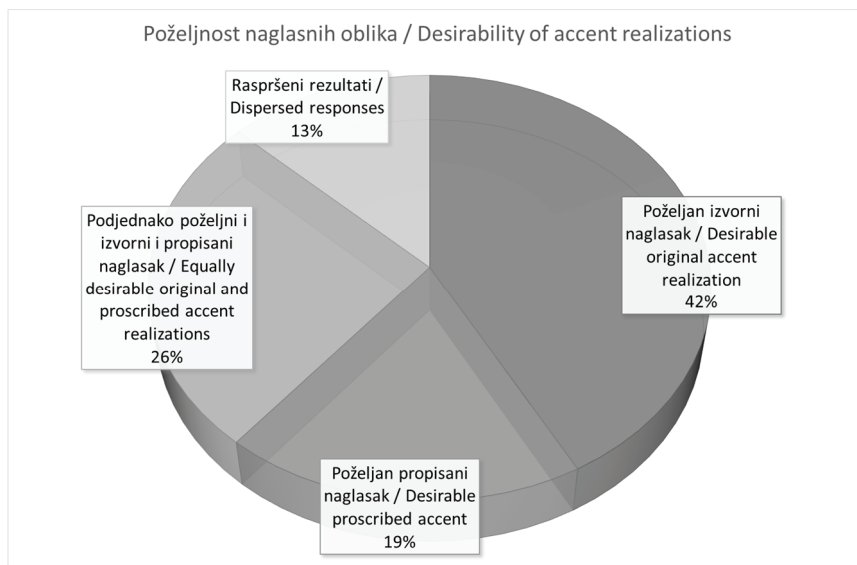 Poželjnost naglasnih oblika / Desirability of accent realizations
Raspršeni rezultati /
Dispersed responses
13%
Poželjan izvorni
naglasak / Desirable
original accent
realization
42%
Podjednako poželjni i
izvorni i propisani
naglasak / Equally
desirable original and
proscribed accent
realizations
26%
Poželjan propisani
naglasak / Desirable
proscribed accent
19%